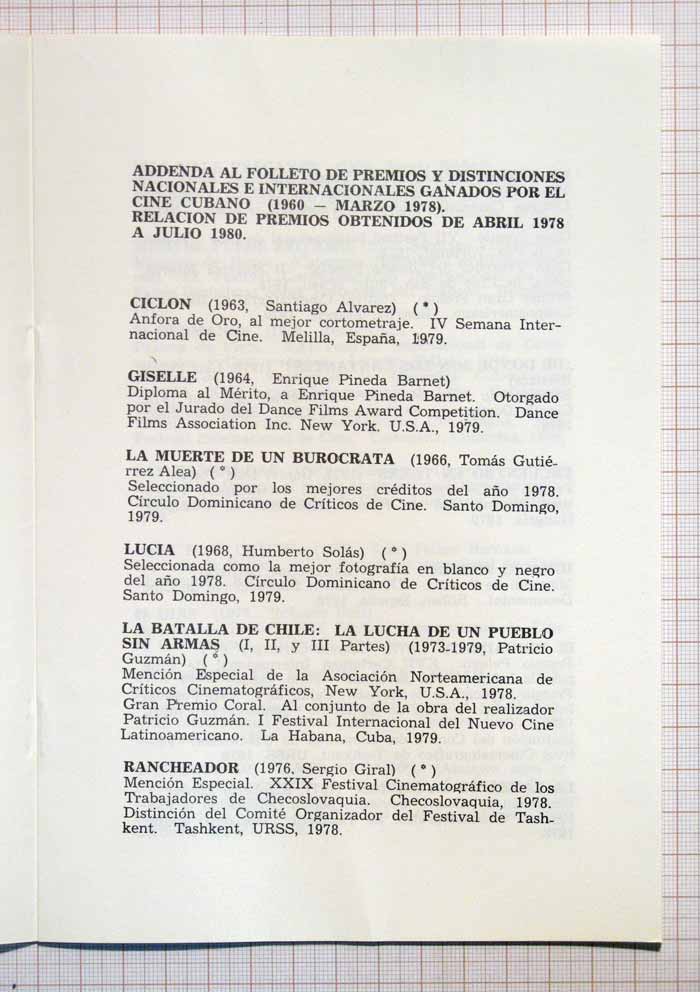 ADDENDA AL FOLLETO DE PREMIOS Y DISTINCIONES
NACIONALES E INTERNACIONALES GANADOS POR EL
CINE CUBANO (1960 — MARZO 1978).
RELACION DE PREMIOS OBTENIDOS DE ABRIL 1978
A JULIO 1980.
CICLON (1963, Santiago Alvarez) (*)
Anfora de Oro, al mejor cortometraje. IV Semana Inter-
nacional de Cine. Melilla, España, 1979.
GISELLE (1964, Enrique Pineda Barnet)
Diploma al Mérito, a Enrique Pineda Barnet. Otorgado
por el Jurado del Dance Films Award Competition. Dance
Films Association Inc. New York. U.S.A., 1979.
LA MUERTE DE UN BUROCRATA (1966, Tomás Gutié-
rrez Alea) (*)
Seleccionado por los mejores créditos del año 1978.
Círculo Dominicano de Críticos de Cine. Santo Domingo,
1979.
LUCIA (1968, Humberto Solás) (*)
Seleccionada como la mejor fotografía en blanco y negro
del año 1978. Círculo Dominicano de Críticos de Cine.
Santo Domingo, 1979.
LA BATALLA DE CHILE: LA LUCHA DE UN PUEBLO
SIN ARMAS (I, II, y III Partes) (1973-1979, Patricio
Guzmán) (*)
Mención Especial de la Asociación Norteamericana de
Críticos Cinematográficos, New York, U.S.A., 1978.
Gran Premio Coral. Al conjunto de la obra del realizador
Patricio Guzmán. I Festival Internacional del Nuevo Cine
Latinoamericano. La Habana, Cuba, 1979.
RANCHEADOR (1976, Sergio Giral) (*)
Mención Especial. XXIX Festival Cinematográfico de los
Trabajadores de Checoslovaquia. Checoslovaquia, 1978.
Distinción del Comité Organizador del Festival de Tash-
kent. Tashkent, URSS, 1978.